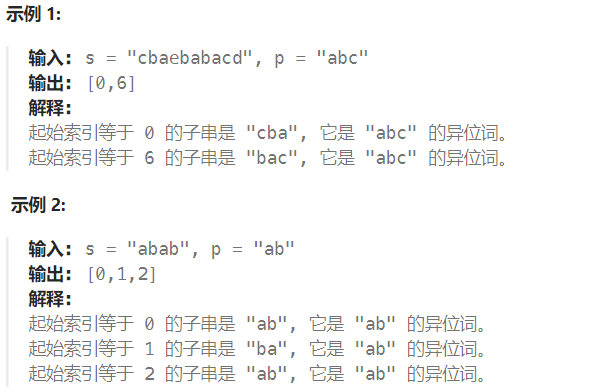 示例 1:
输入: s = "cbaebabacd", p = "abc"
输出: [0,6]
解释:
起始索引等于 0 的子串是 "cba", 它是 "abc" 的异位词。
起始索引等于 6 的子串是 "bac", 它是 "abc" 的异位词。
示例 2:
输入: s = "abab", p = "ab"
输出: [0,1,2]
解释:
起始索引等于 0 的子串是 "ab", 它是 "ab" 的异位词。
起始索引等于 1 的子串是 "ba", 它是 "ab" 的异位词。
起始索引等于 2 的子串是 "ab", 它是 "ab" 的异位词。